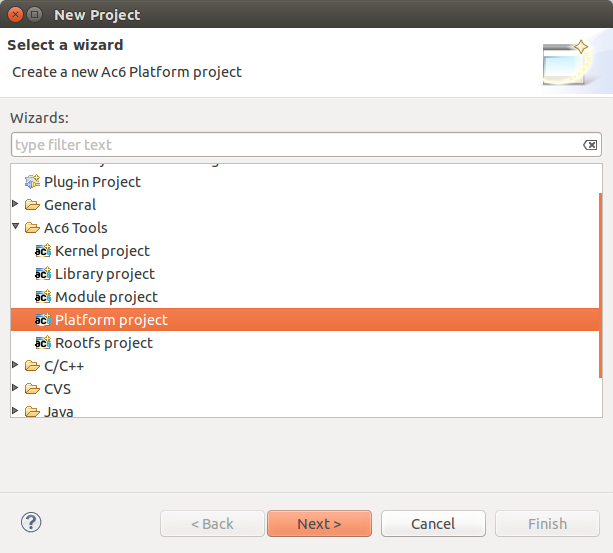 New Project
Select a wizard
Create a new Ac6 Platform project
Wizards:
type filter text
Plug-in Project
General
Ac6 Tools
Kernel project
Library project
Module project
Platform project
Rootfs project
C/C++
CVS
Java
< Back
Next >
Cancel
Finish